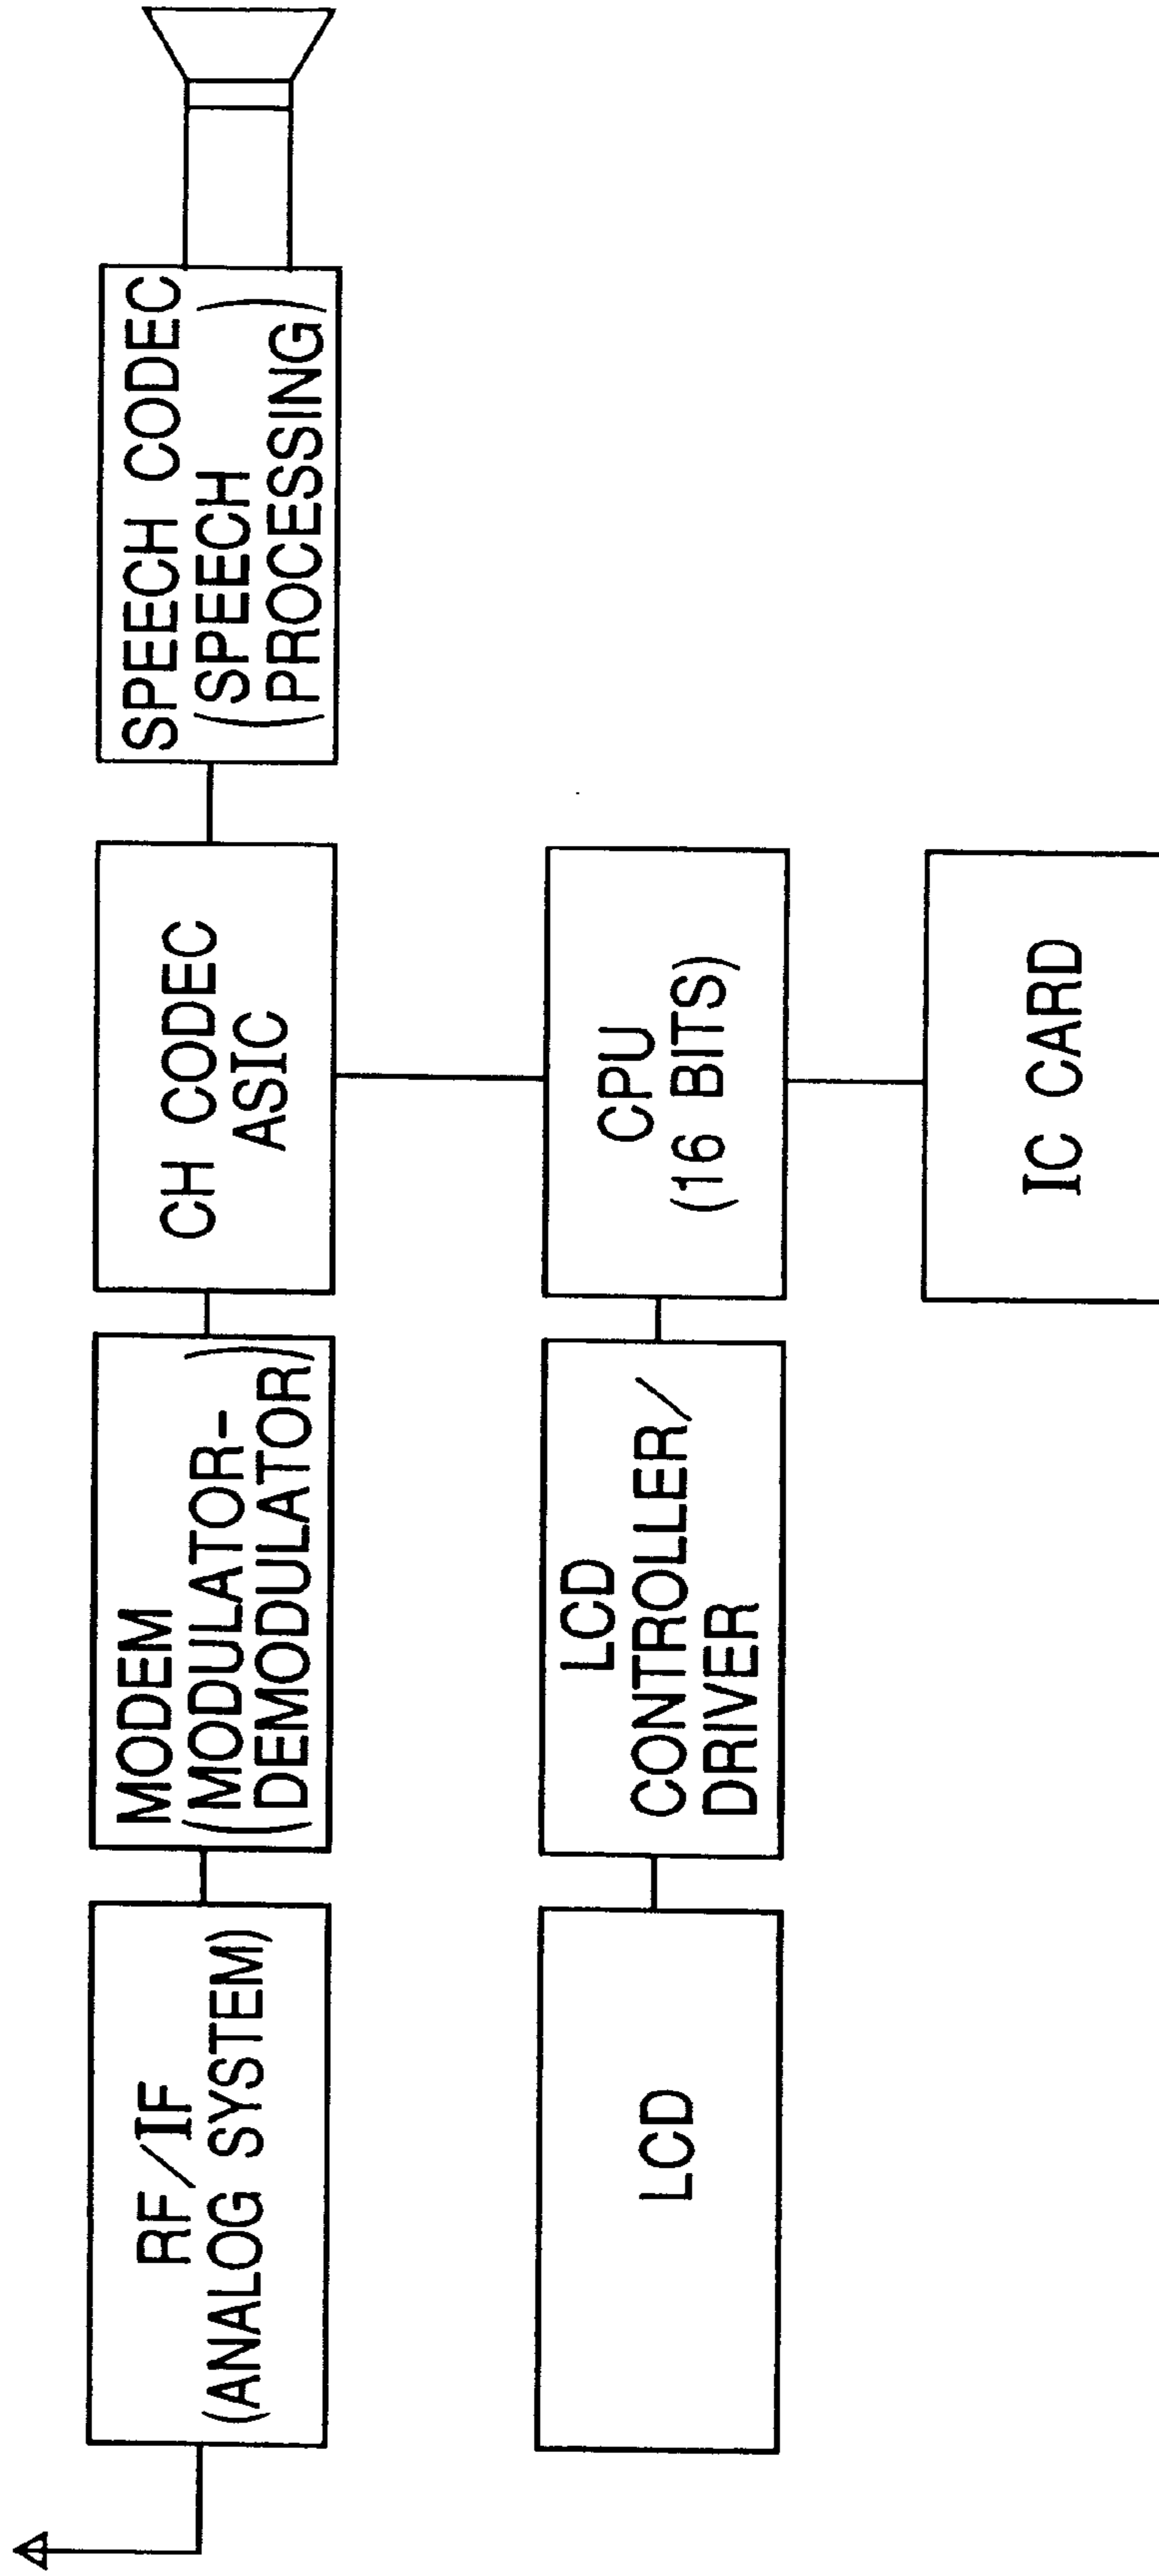 RF/IF
(ANALOG SYSTEM)
MODEM
(MODULATOR-
DEMODULATOR)
CH CODEC
ASIC
SPEECH CODEC
(SPEECH
PROCESSING)
LCD
LCD
CONTROLLER/
DRIVER
CPU
(16 BITS)
IC CARD